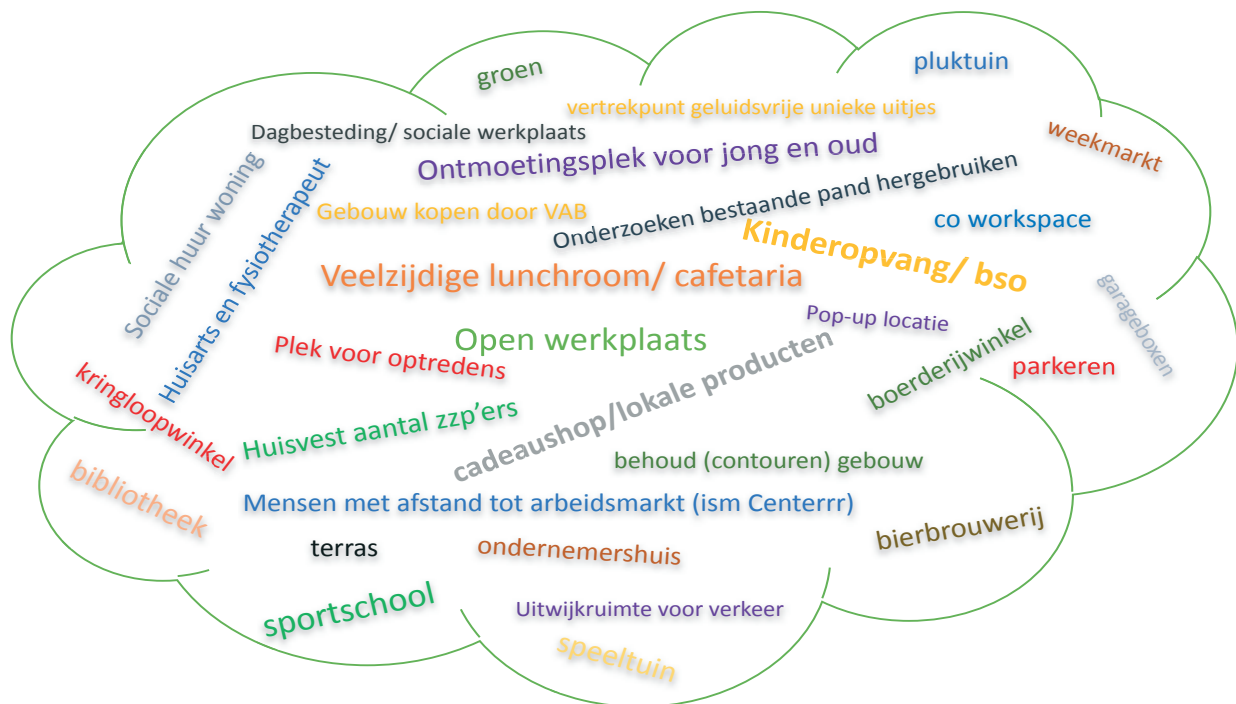 groen
pluktuin
vertrekpunt geluidsvrije unieke uitjes
Dagbesteding/ sociale werkplaats
weekmarkt
Ontmoetingsplek voor jong en oud
Sociale huur woning
Huisarts en fysiotherapeut
Gebouw kopen door VAB
Onderzoeken bestaande pand hergebruiken
co workspace
Kinderopvang/ bso
Veelzijdige lunchroom/ cafetaria
garageboxen
Pop-up locatie
Open werkplaats
Plek voor optredens
boerderijwinkel
parkeren
kringloopwinkel
cadeaushop/lokale producten
Huisvest aantal zzp'ers
behoud (contouren) gebouw
bibliotheek
Mensen met afstand tot arbeidsmarkt (ism Centerrr)
bierbrouwerij
terras
ondernemershuis
sportschool
Uitwijkruimte voor verkeer
speeltuin